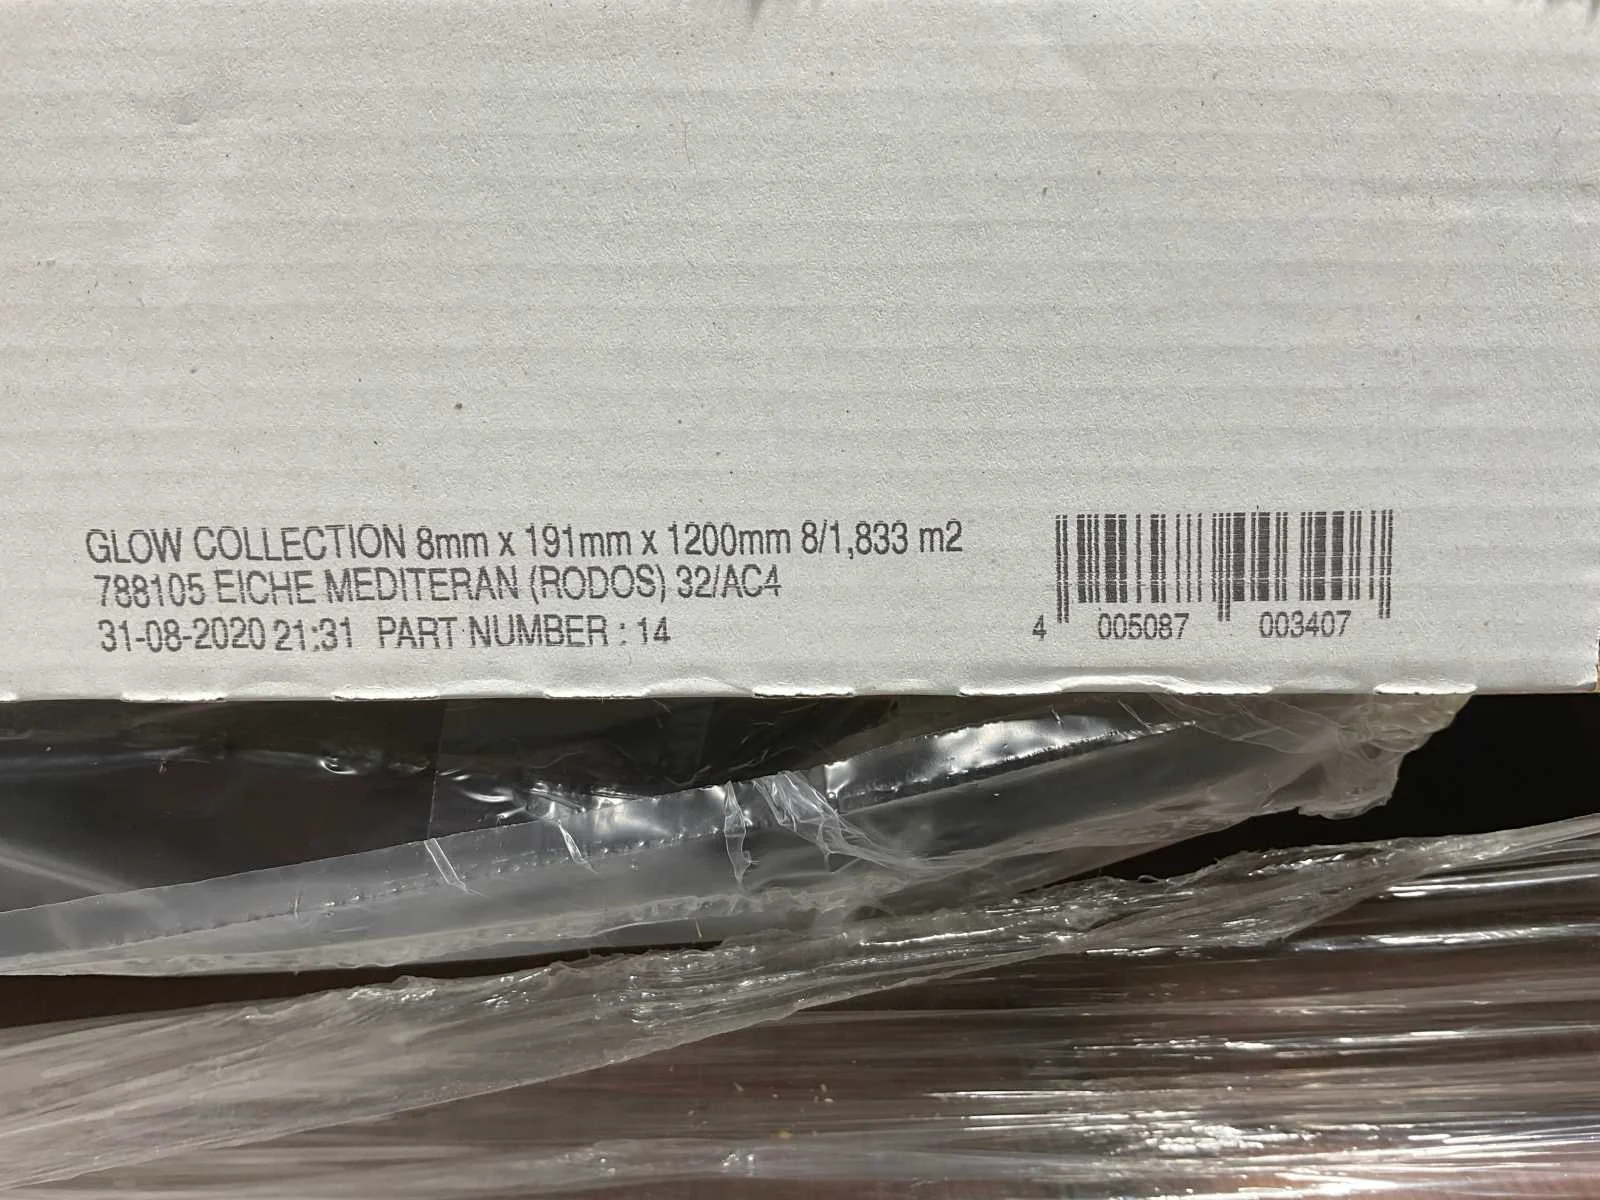 GLOW COLLECTION 8mm x 191mm x 1200mm 8/1,833 m2
788105 EICHE MEDITERAN (RODOS) 32/AC4
31-08-2020 21:31 PART NUMBER : 14
4 005087 003407